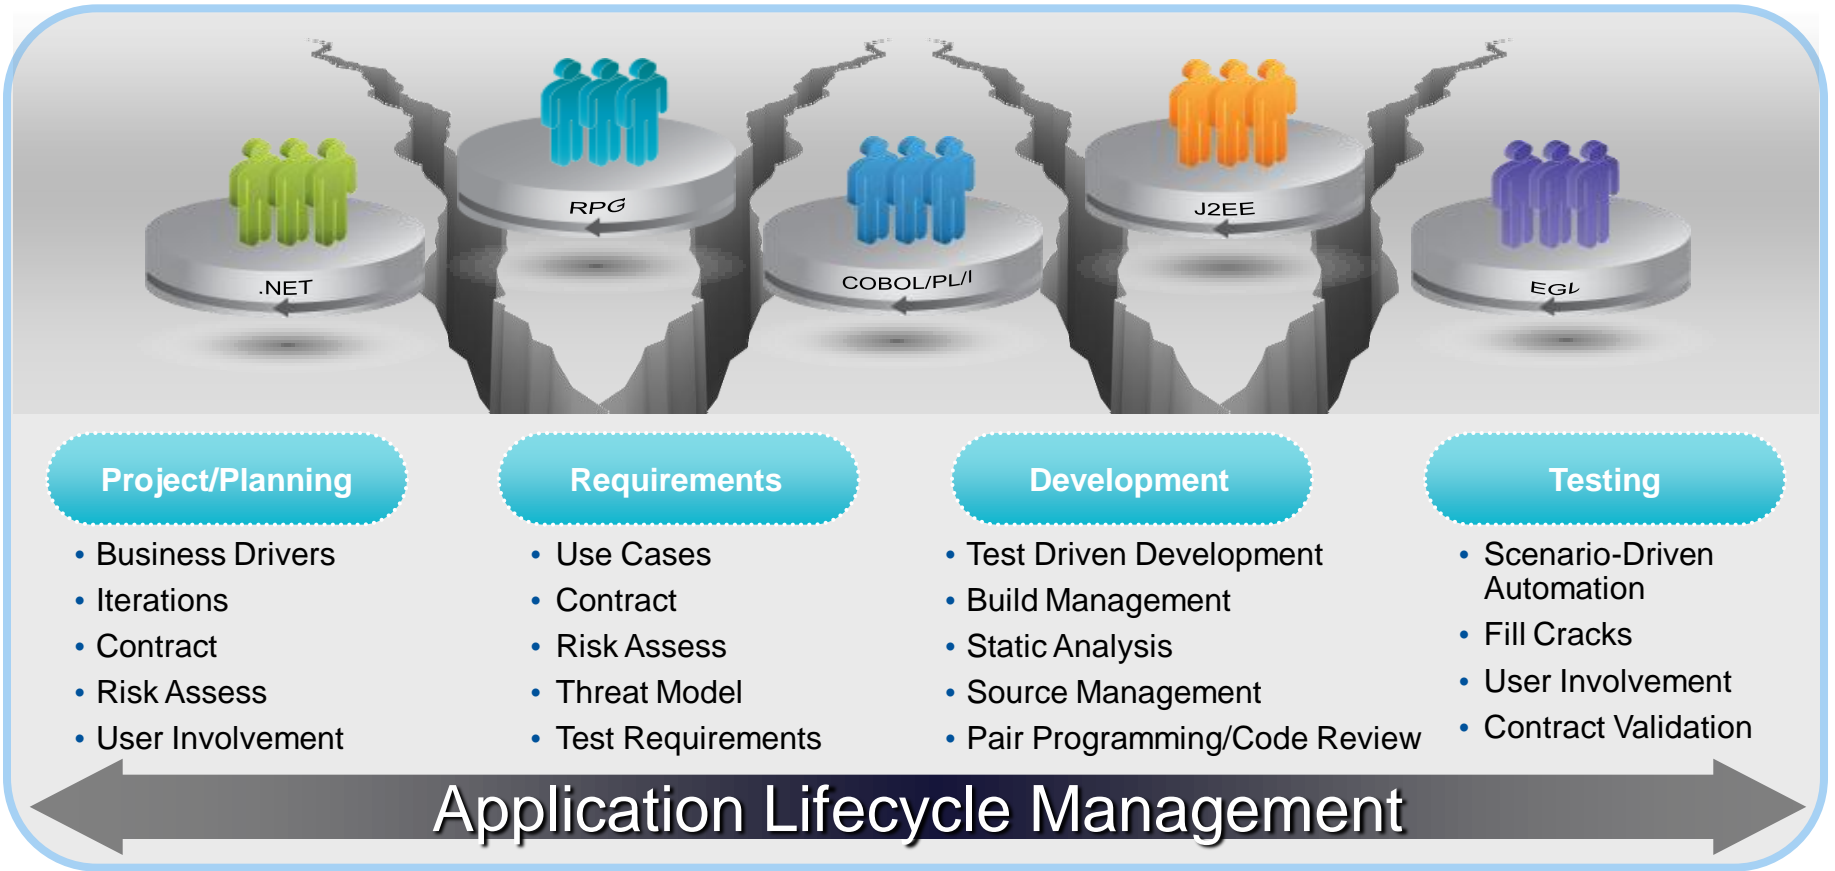 .NET
RPG
COBOL/PL/I
J2EE
EGL
Project/Planning
• Business Drivers
• Iterations
• Contract
• Risk Assess
• User Involvement
Requirements
• Use Cases
• Contract
• Risk Assess
• Threat Model
• Test Requirements
Development
• Test Driven Development
• Build Management
• Static Analysis
• Source Management
• Pair Programming/Code Review
Testing
• Scenario-Driven
Automation
• Fill Cracks
• User Involvement
• Contract Validation
Application Lifecycle Management